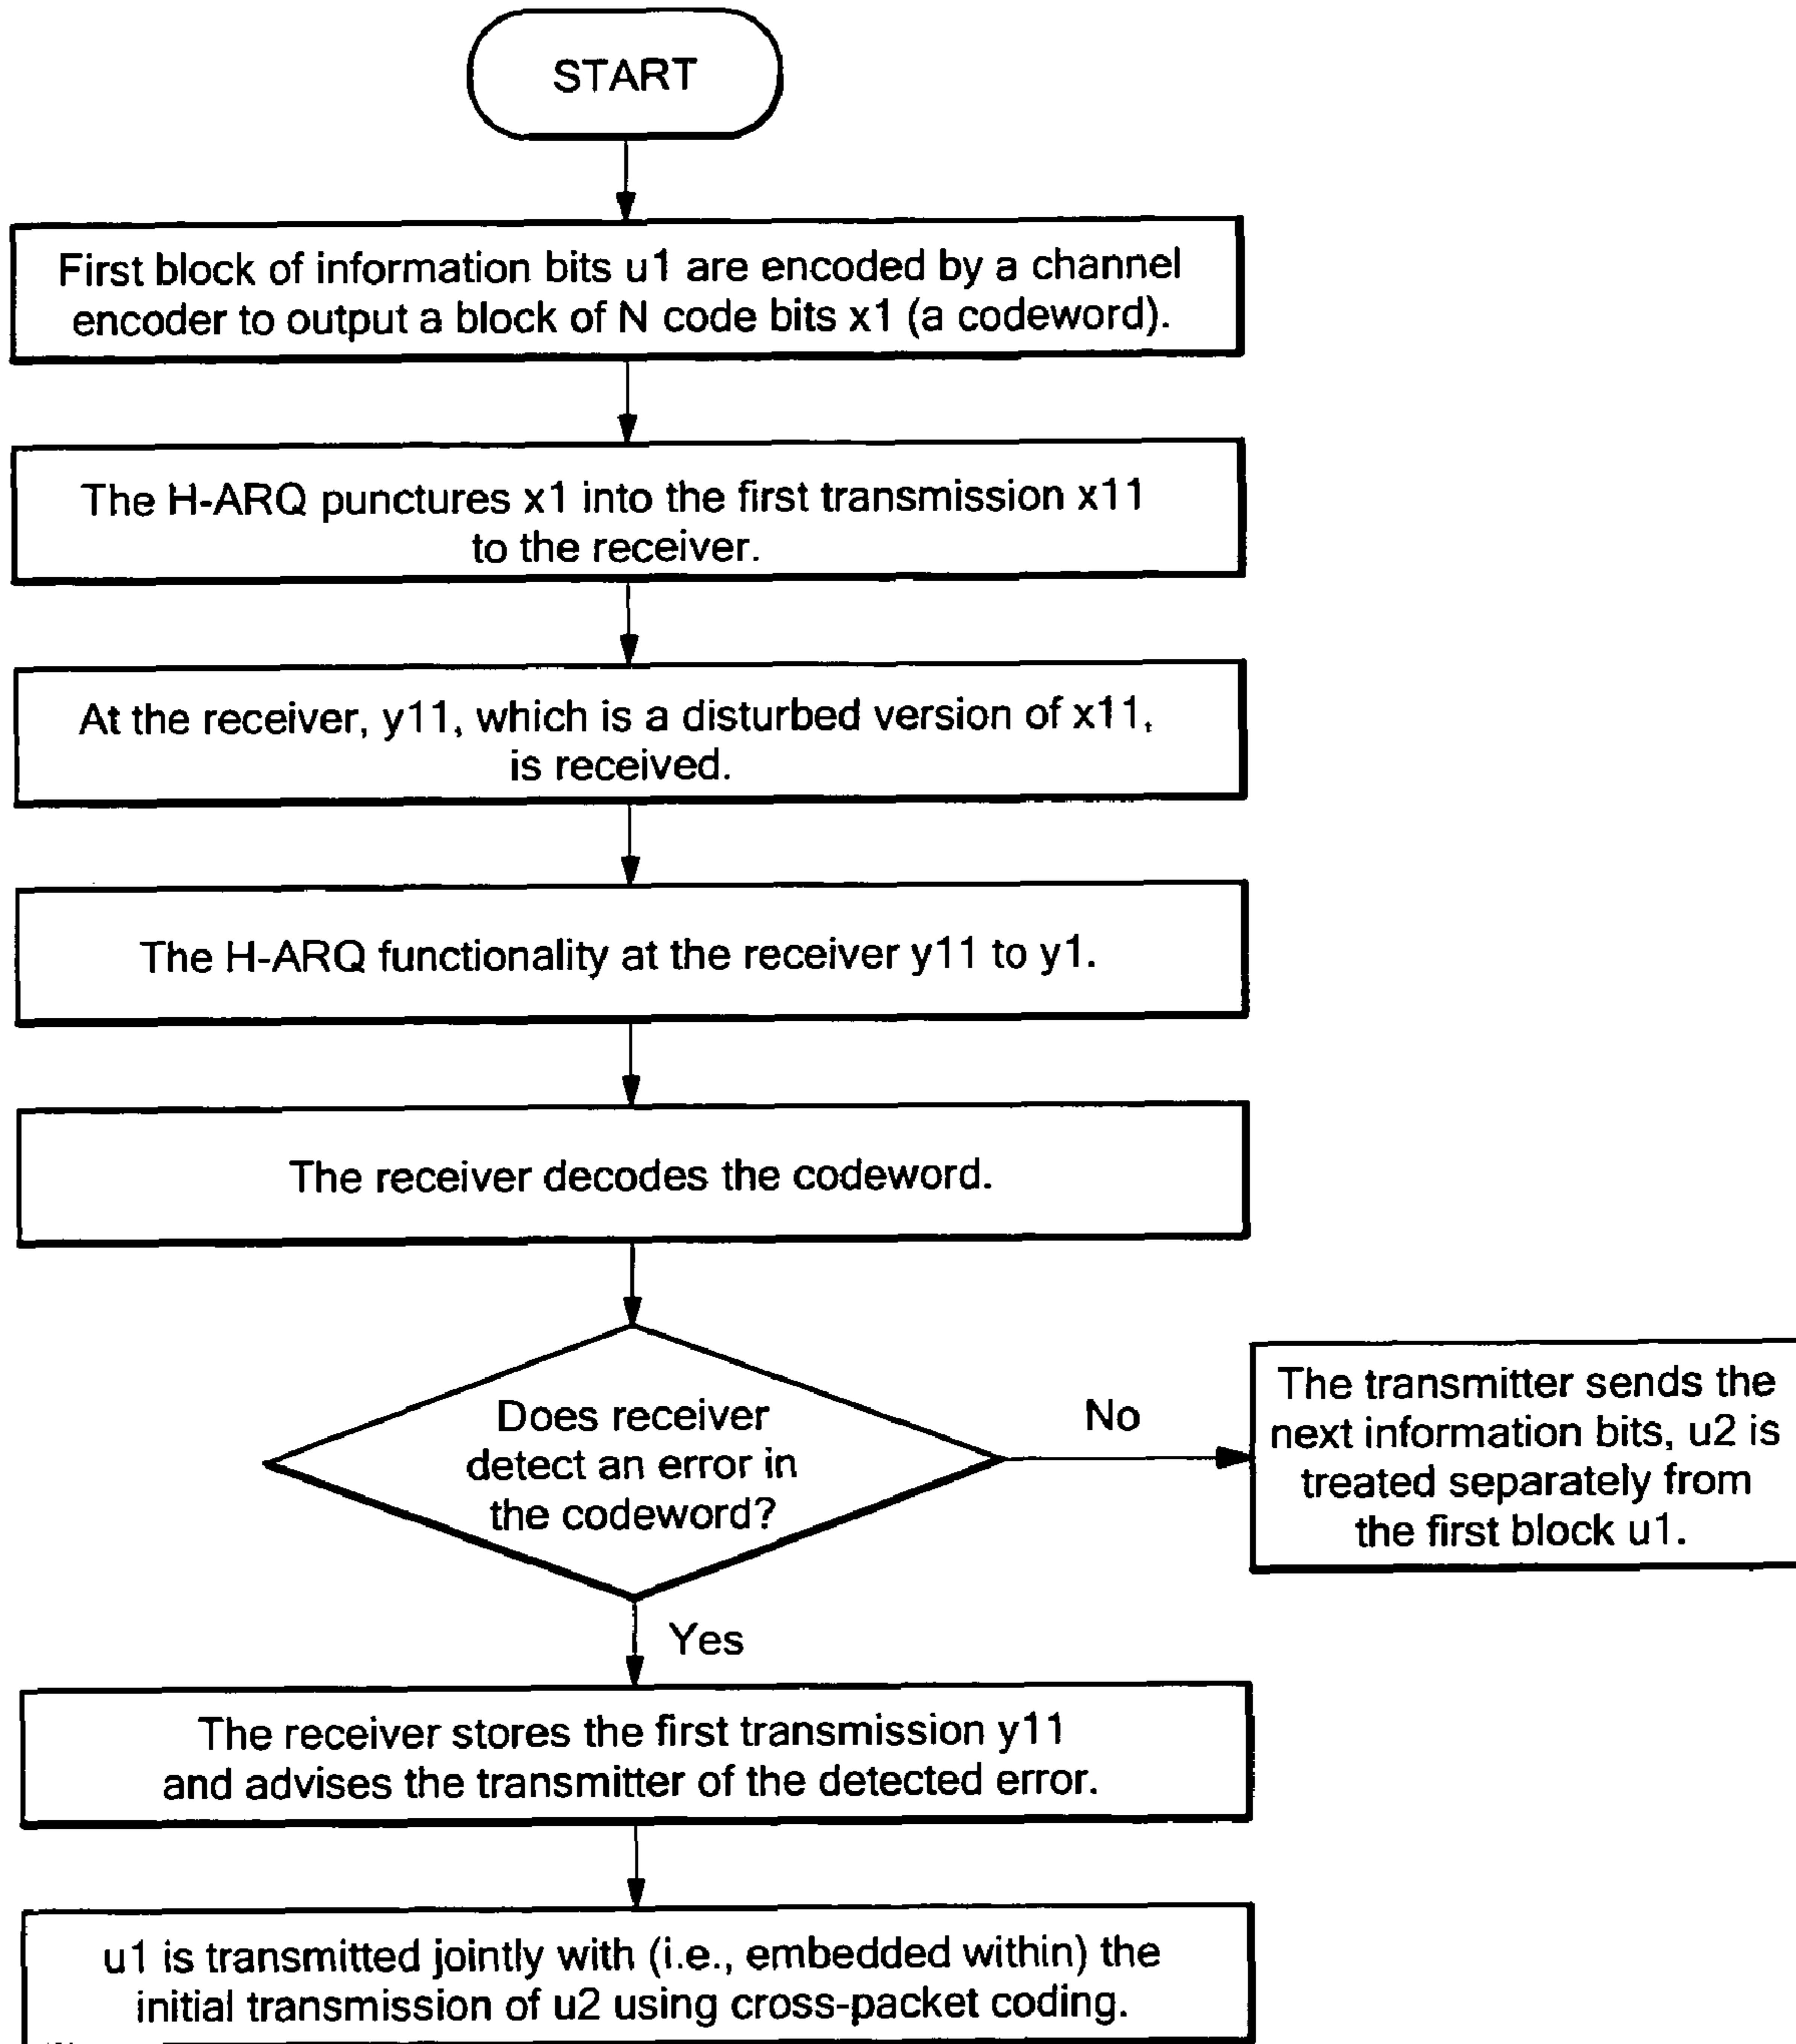 START
First block of information bits u1 are encoded by a channel
encoder to output a block of N code bits x1 (a codeword).
The H-ARQ punctures x1 into the first transmission x11
to the receiver.
At the receiver, y11, which is a disturbed version of x11,
is received.
The H-ARQ functionality at the receiver y11 to y1.
The receiver decodes the codeword.
Does receiver
detect an error in
the codeword?
No
The transmitter sends the
next information bits, u2 is
treated separately from
the first block u1.
Yes
The receiver stores the first transmission y11
and advises the transmitter of the detected error.
u1 is transmitted jointly with (i.e., embedded within) the
initial transmission of u2 using cross-packet coding.